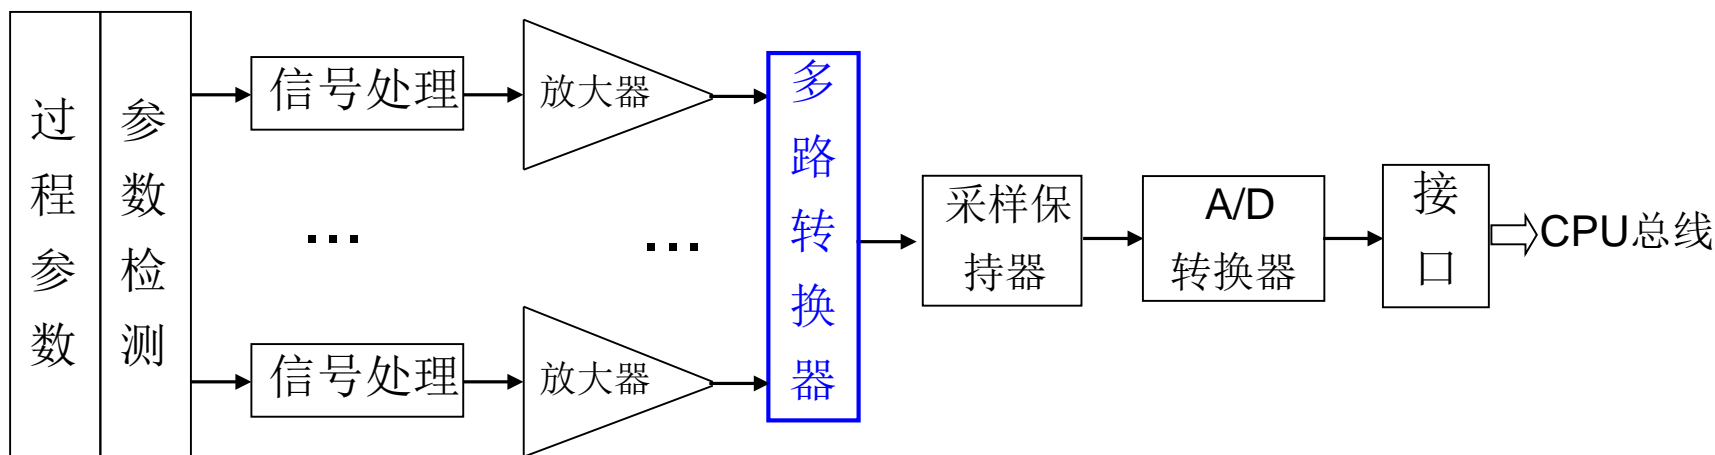 过程参数
参数检测
信号处理
放大器
信号处理
放大器
多路转换器
采样保
持器
A/D
转换器
接口
CPU总线